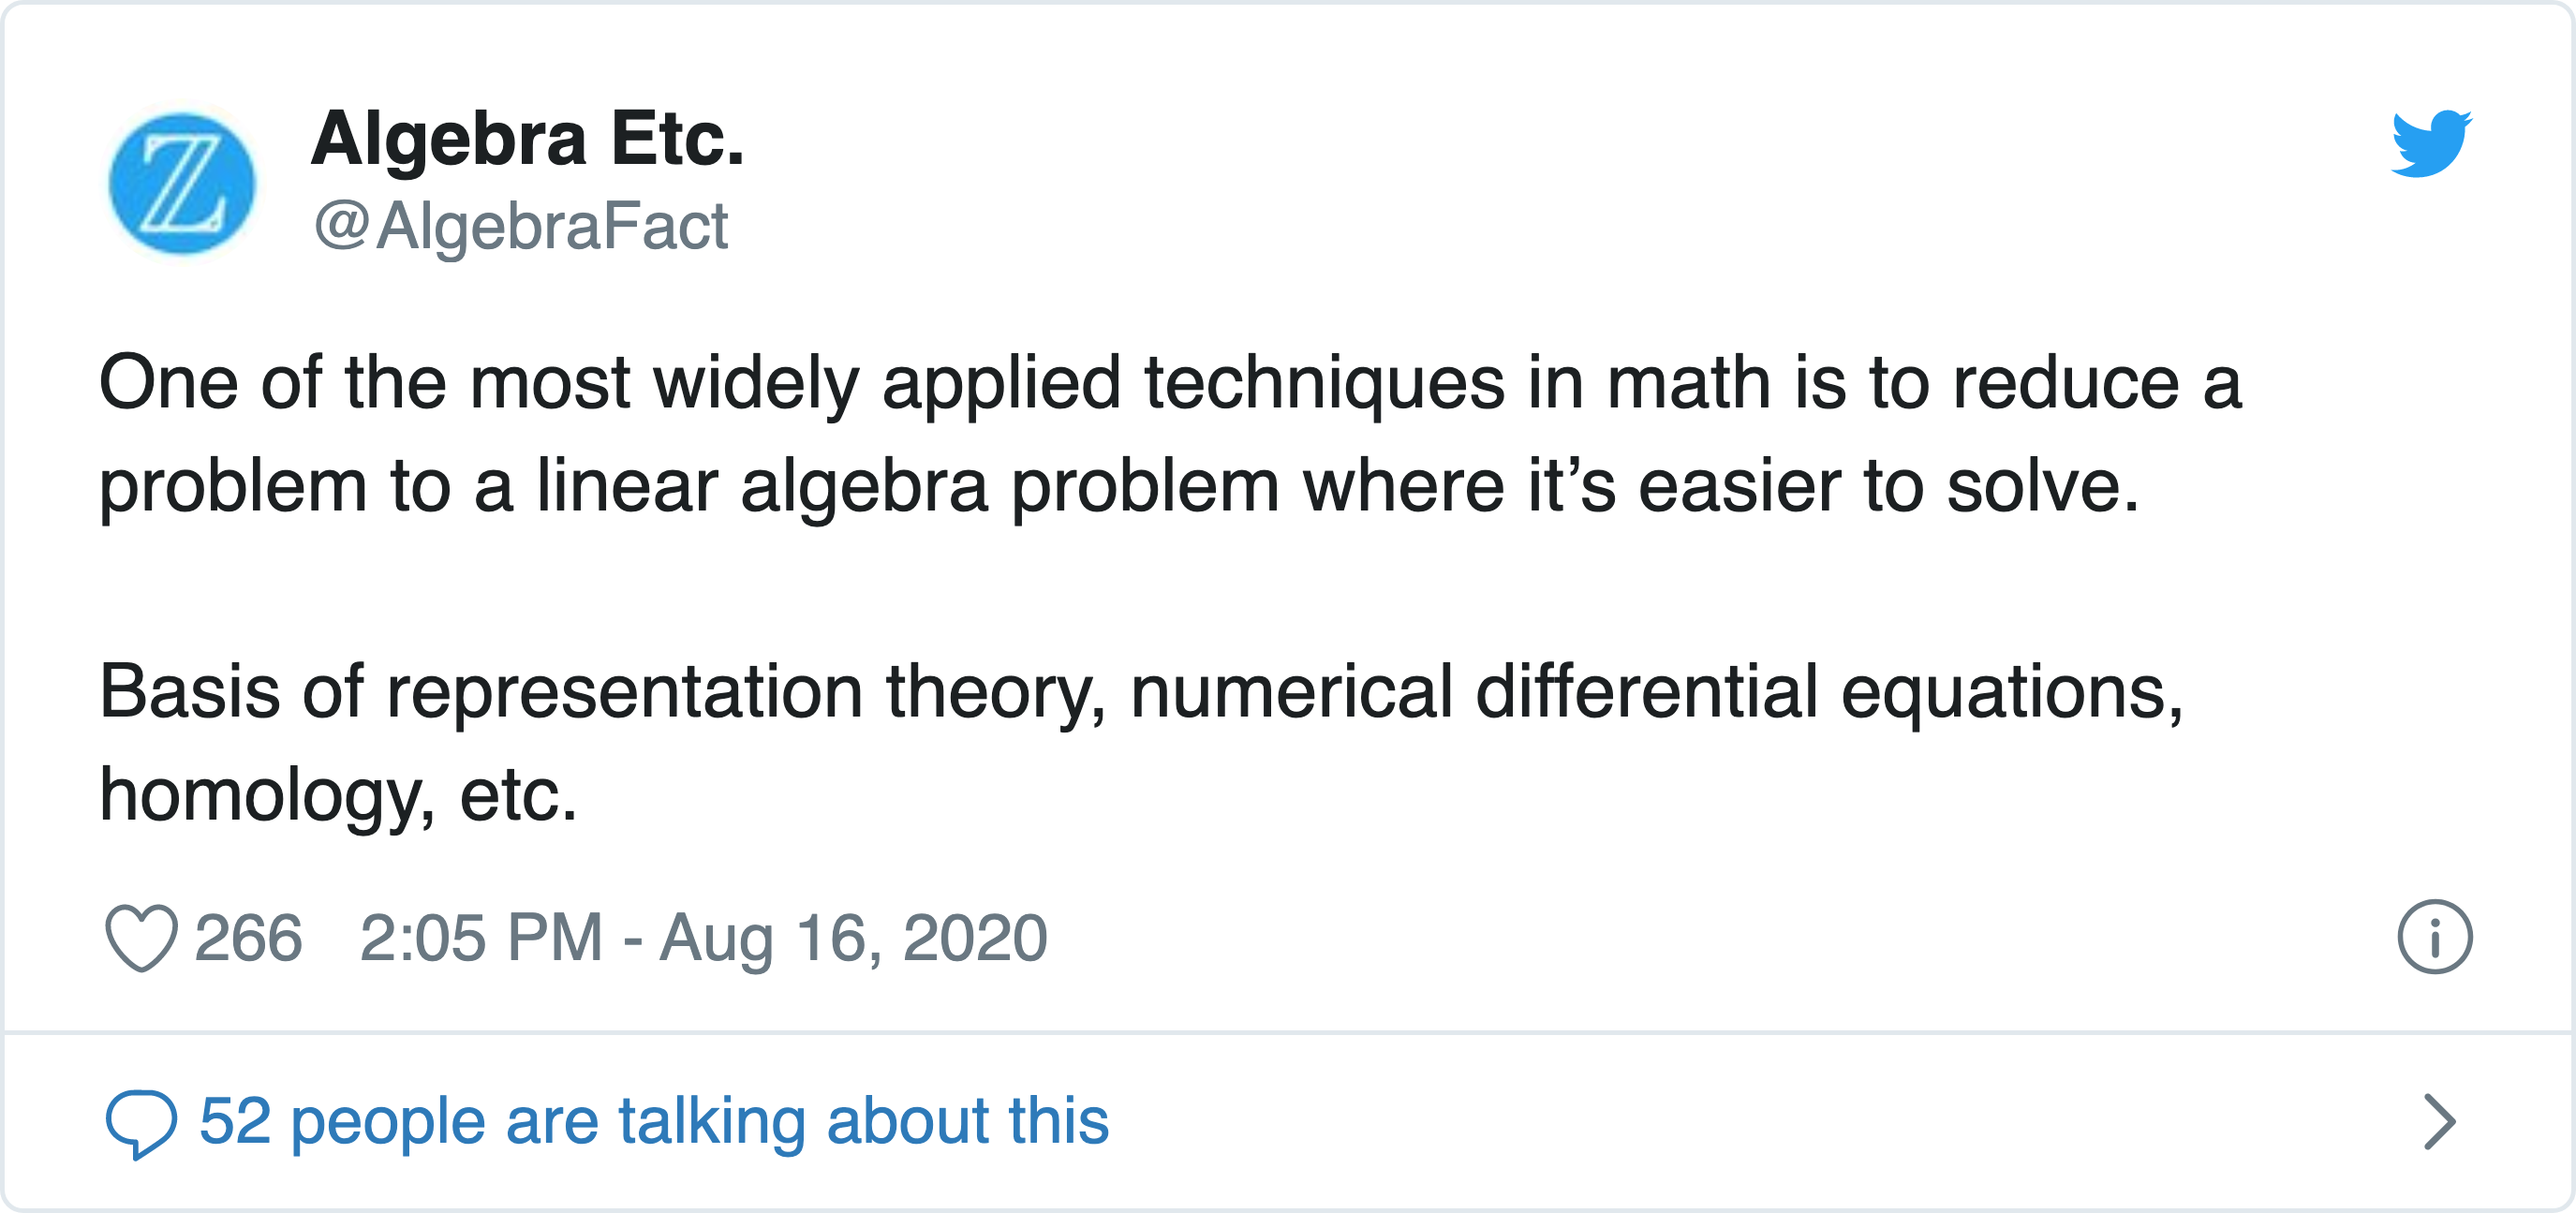 Z
Algebra Etc.
@AlgebraFact
One of the most widely applied techniques in math is to reduce a
problem to a linear algebra problem where it’s easier to solve.
Basis of representation theory, numerical differential equations,
homology, etc.
266 2:05 PM - Aug 16, 2020
52 people are talking about this